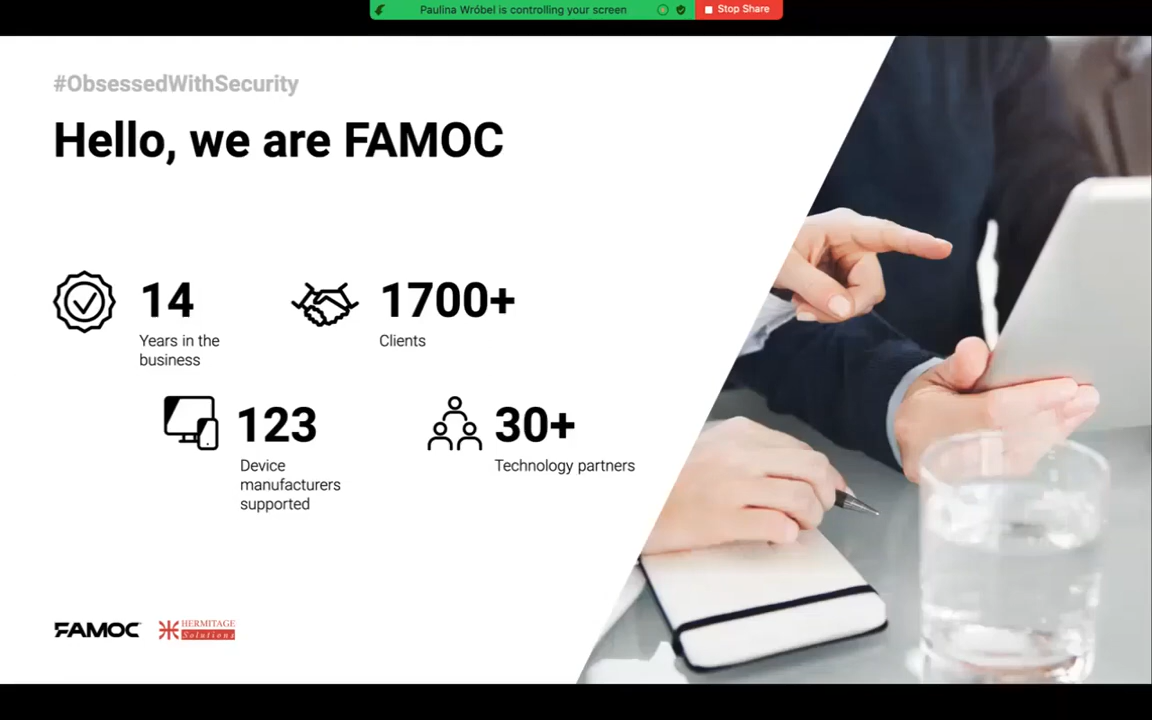 Paulina Wróbel is controlling your screen
Stop Share
#ObsessedWithSecurity
Hello, we are FAMOC
14
Years in the
business
1700+
Clients
123
Device
manufacturers
supported
30+
Technology partners
FAMOC
HERMITAGE
Solutions